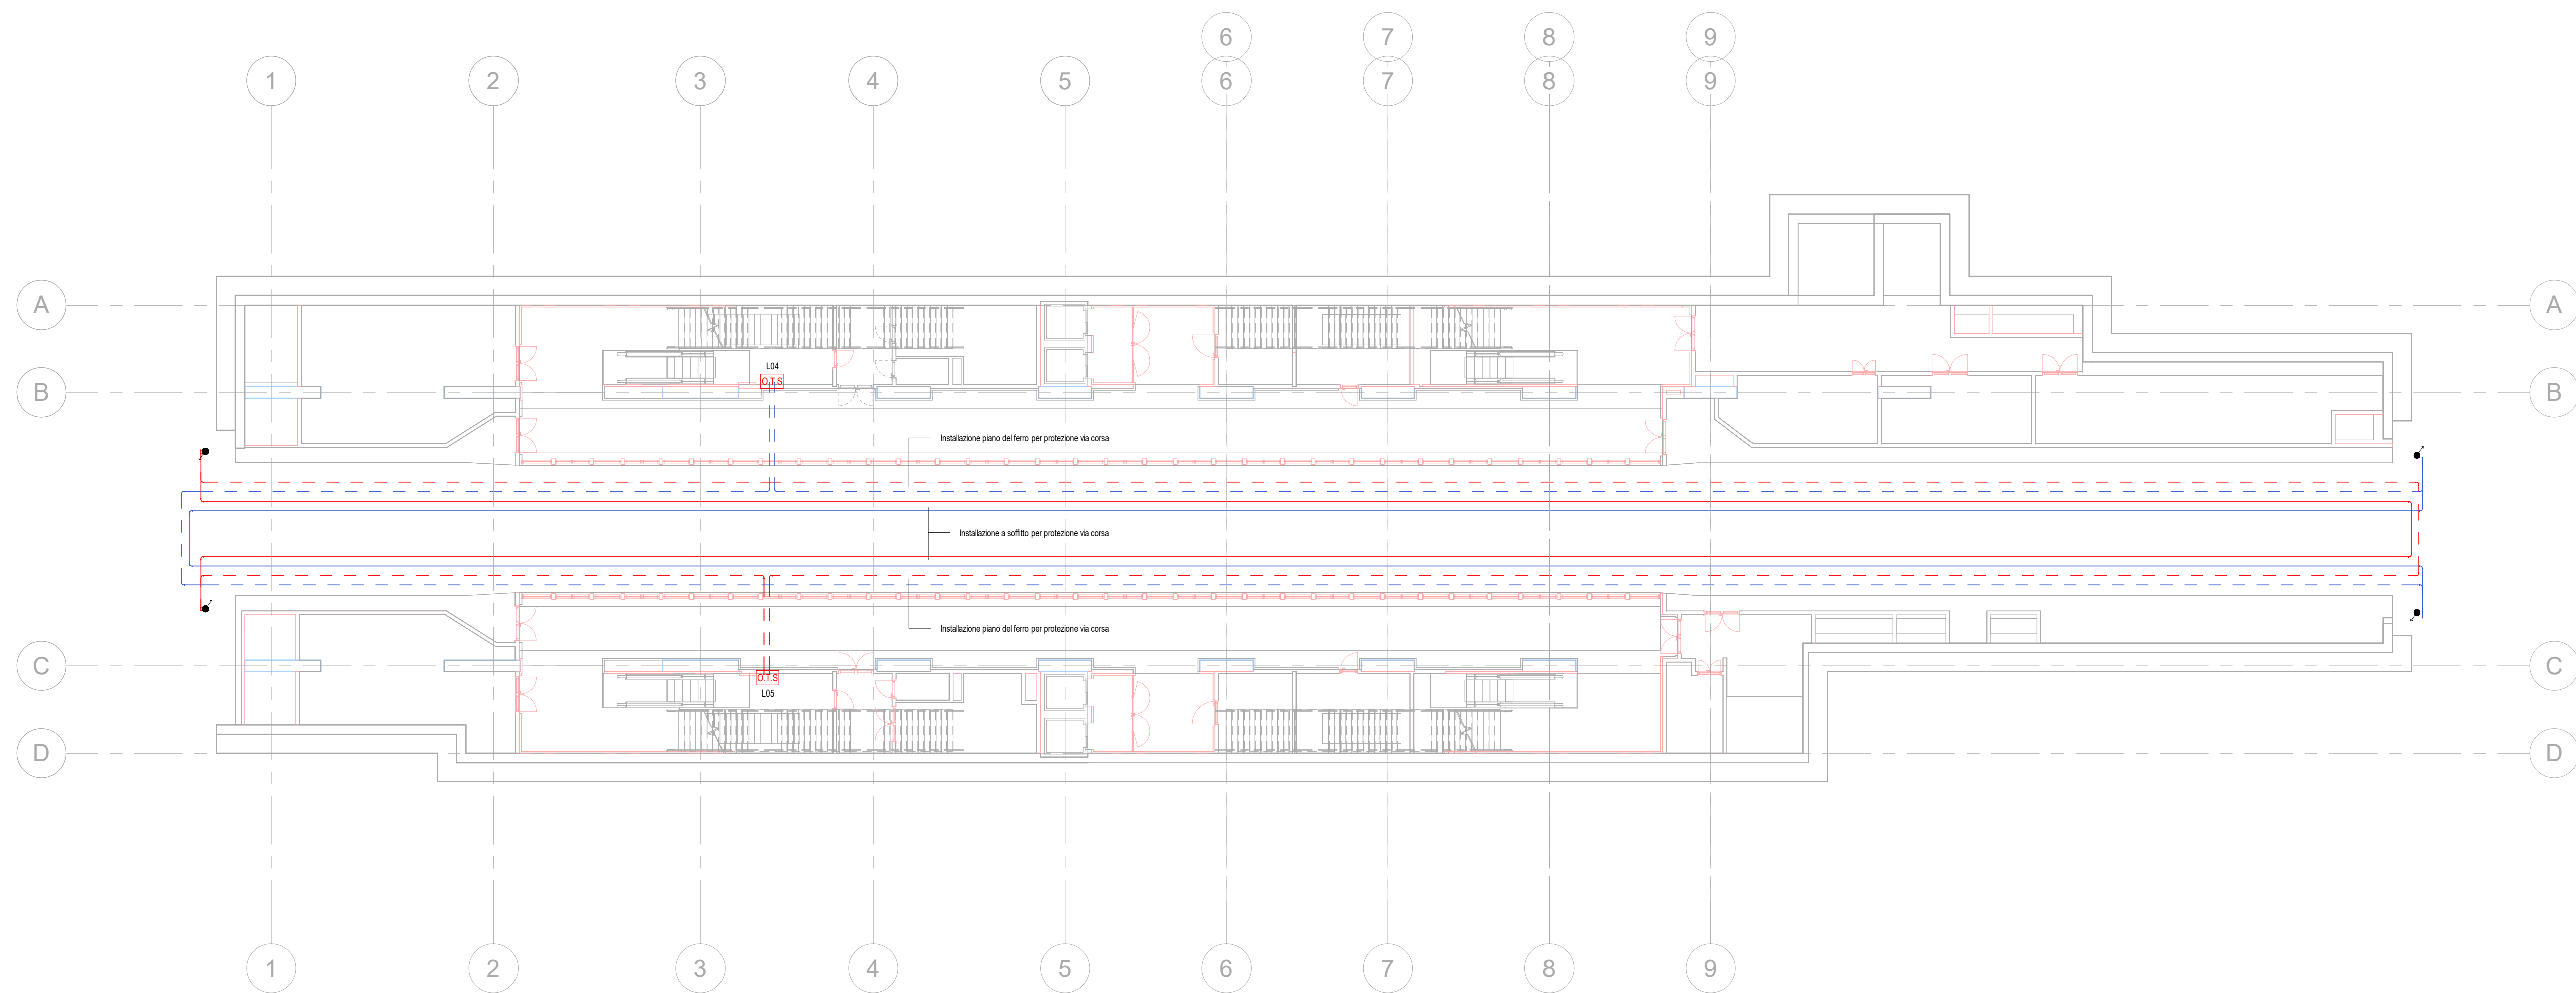 6 7 8 9
1 2 3 4 5 6 7 8 9
A A
L04
O.T.S
B B
Installazione piano del ferro per protezione via corsa
Installazione a soffitto per protezione via corsa
Installazione piano del ferro per protezione via corsa
C C
O.T.S
L05
D D
1 2 3 4 5 6 7 8 9